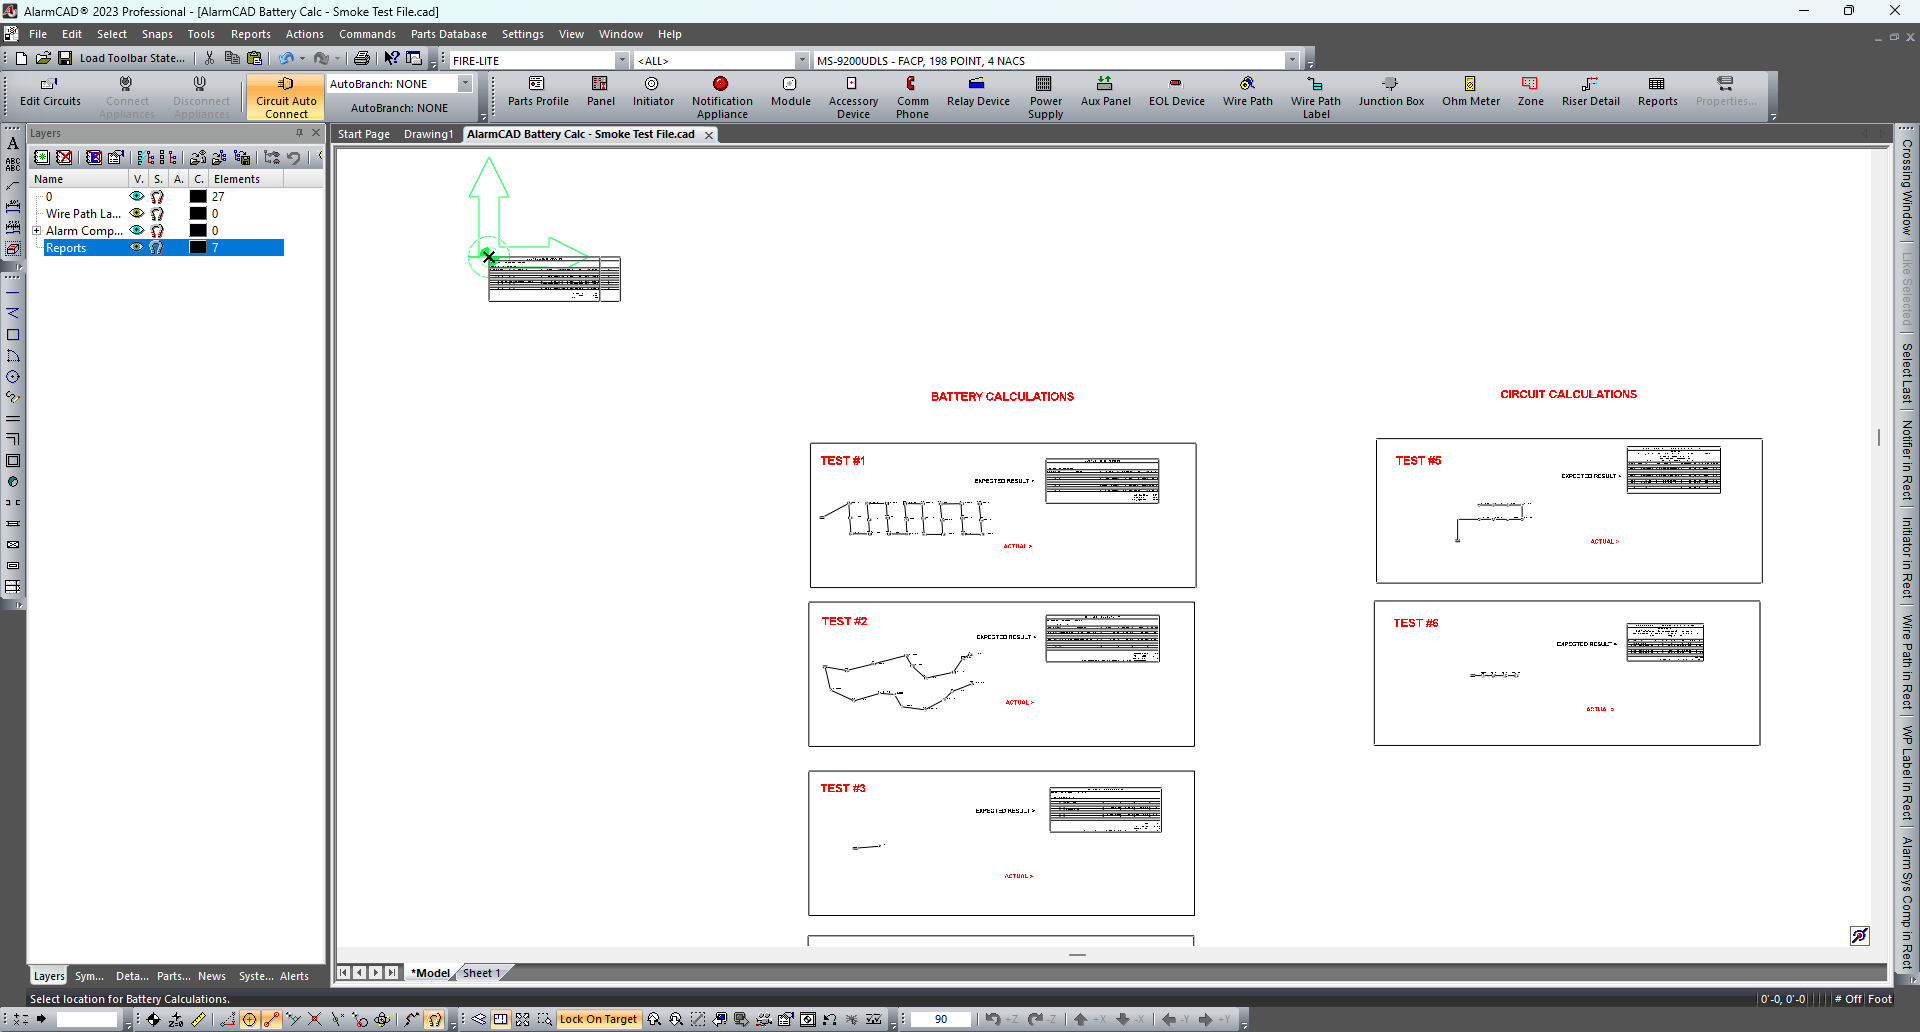 AlarmCAD® 2023 Professional - [AlarmCAD Battery Calc - Smoke Test File.cad]
File Edit Select Snaps Tools Reports Actions Commands Parts Database Settings View Window Help
Load Toolbar State... FIRE-LITE <ALL> MS-9200UDLS - FACP, 198 POINT, 4 NACS
Edit Circuits
Connect Appliances
Disconnect Appliances
Circuit Auto Connect
AutoBranch: NONE
AutoBranch: NONE
Parts Profile
Panel
Initiator
Notification Appliance
Module
Accessory Device
Comm Phone
Relay Device
Power Supply
Aux Panel
EOL Device
Wire Path
Wire Path Label
Junction Box
Ohm Meter
Zone
Riser Detail
Reports
Properties...
Layers
Start Page Drawing1 AlarmCAD Battery Calc - Smoke Test File.cad
Name V. S. A. C. Elements
0 27
Wire Path La... 0
Alarm Comp... 0
Reports 7
BATTERY CALCULATIONS
CIRCUIT CALCULATIONS
TEST #1
EXPECTED RESULT >
ACTUAL >
TEST #2
EXPECTED RESULT >
ACTUAL >
TEST #3
EXPECTED RESULT >
ACTUAL >
TEST #5
EXPECTED RESULT >
ACTUAL >
TEST #6
EXPECTED RESULT >
ACTUAL >
Crossing Window
Like Selected
Select Last
Notifier in Rect
Initiator in Rect
Wire Path in Rect
WP Label in Rect
Alarm Sys Comp in Rect
Layers Sym... Deta... Parts... News Syste... Alerts
*Model Sheet 1
Select location for Battery Calculations.
0'-0, 0'-0 # Off Foot
Lock On Target
90
+Z -Z +X -X -Y +Y